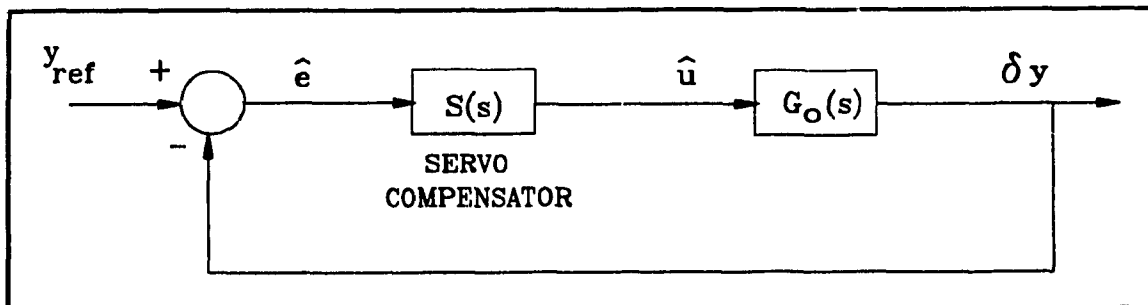 y_ref
+
-
ê
S(s)
SERVO
COMPENSATOR
û
G_O(s)
δy